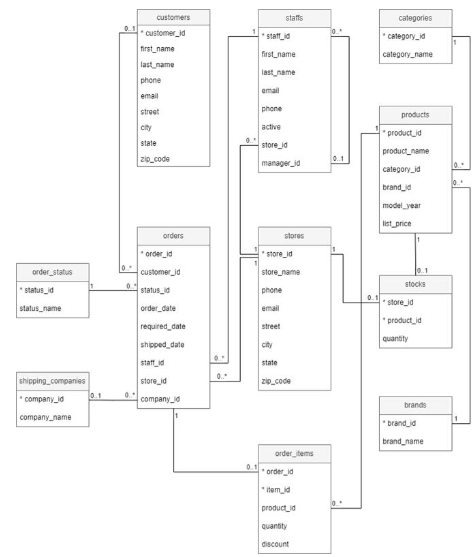 customers
* customer_id
first_name
last_name
phone
email
street
city
state
zip_code
0..1
0..*
staffs
* staff_id
first_name
last_name
email
phone
active
store_id
manager_id
1
0..*
0..*
0..1
categories
* category_id
category_name
1
products
* product_id
product_name
category_id
brand_id
model_year
list_price
1
0..*
0..*
1
0..1
orders
* order_id
customer_id
status_id
order_date
required_date
shipped_date
staff_id
store_id
company_id
0..*
0..*
0..*
1
order_status
* status_id
status_name
1
0..*
stores
* store_id
store_name
phone
email
street
city
state
zip_code
1
1
1
stocks
* store_id
* product_id
quantity
0..1
shipping_companies
* company_id
company_name
0..1
brands
* brand_id
brand_name
1
order_items
* order_id
* item_id
product_id
quantity
discount
0..1
0..*